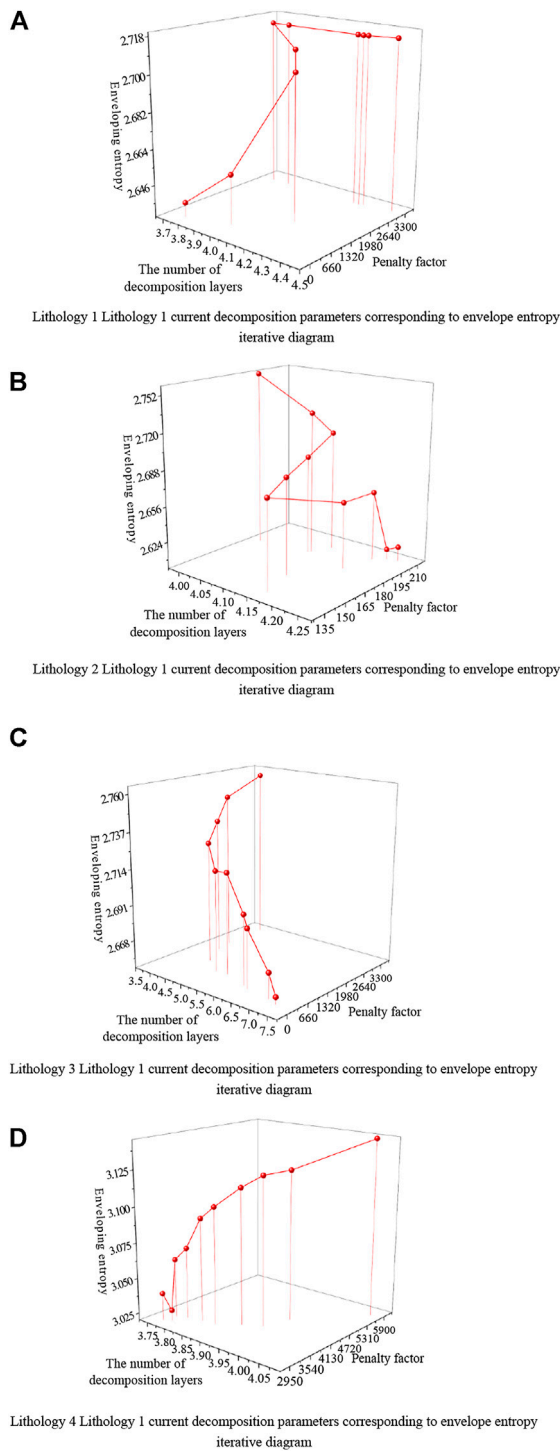 A
2.718
2.700
2.682
2.664
2.646
Enveloping entropy
3.7
3.8
3.9
4.0
4.1
4.2
4.3
4.4
4.5
The number of
decomposition layers
0
660
1320
1980
2640
3300
Penalty factor
Lithology 1 Lithology 1 current decomposition parameters corresponding to envelope entropy
iterative diagram
B
2.752
2.720
2.688
2.656
2.624
Enveloping entropy
4.00
4.05
4.10
4.15
4.20
4.25
The number of
decomposition layers
135
150
165
180
195
210
Penalty factor
Lithology 2 Lithology 1 current decomposition parameters corresponding to envelope entropy
iterative diagram
C
2.760
2.737
2.714
2.691
2.668
Enveloping entropy
3.5
4.0
4.5
5.0
5.5
6.0
6.5
7.0
7.5
The number of
decomposition layers
0
660
1320
1980
2640
3300
Penalty factor
Lithology 3 Lithology 1 current decomposition parameters corresponding to envelope entropy
iterative diagram
D
3.125
3.100
3.075
3.050
3.025
Enveloping entropy
3.75
3.80
3.85
3.90
3.95
4.00
4.05
The number of
decomposition layers
2950
3540
4130
4720
5310
5900
Penalty factor
Lithology 4 Lithology 1 current decomposition parameters corresponding to envelope entropy
iterative diagram